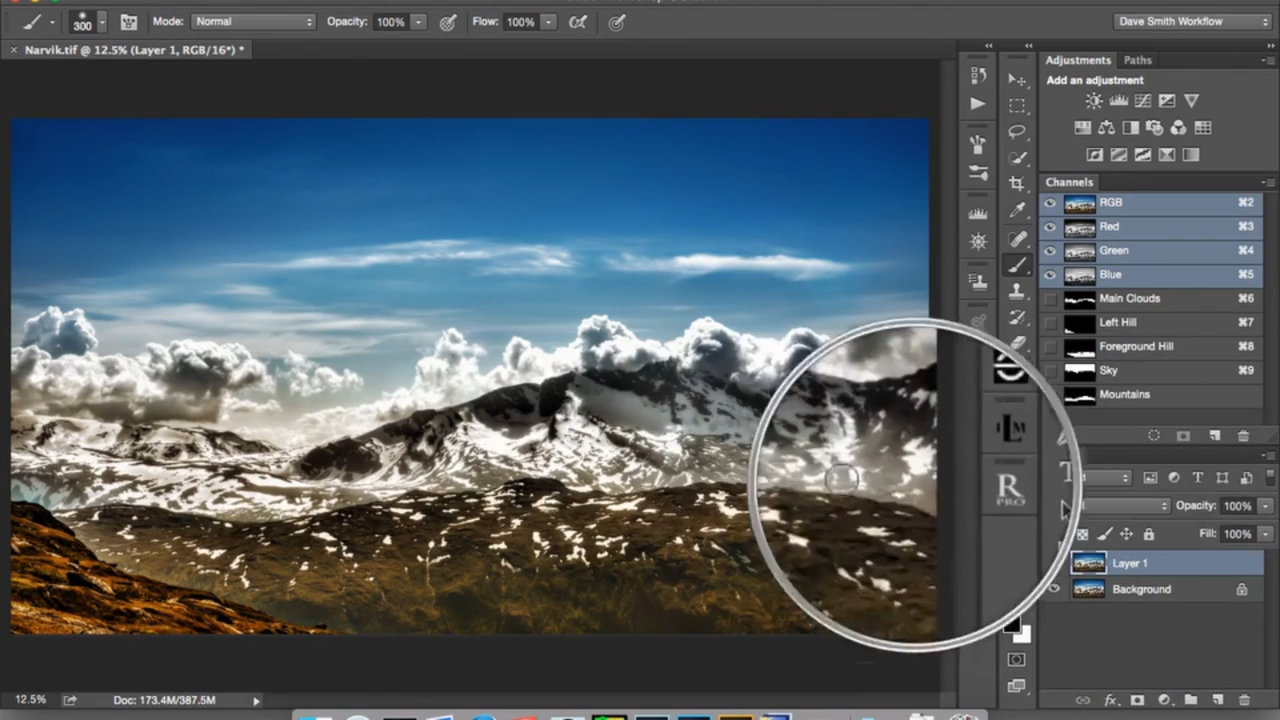 300
Mode: Normal
Opacity: 100%
Flow: 100%
Dave Smith Workflow
× Narvik.tif @ 12.5% (Layer 1, RGB/16*) *
Adjustments Paths
Add an adjustment
Channels
RGB ⌘2
Red ⌘3
Green ⌘4
Blue ⌘5
Main Clouds ⌘6
Left Hill ⌘7
Foreground Hill ⌘8
Sky ⌘9
Mountains
ILM
R
PRO
T
Opacity: 100%
Fill: 100%
Layer 1
Background
fx
12.5%
Doc: 173.4M/387.5M